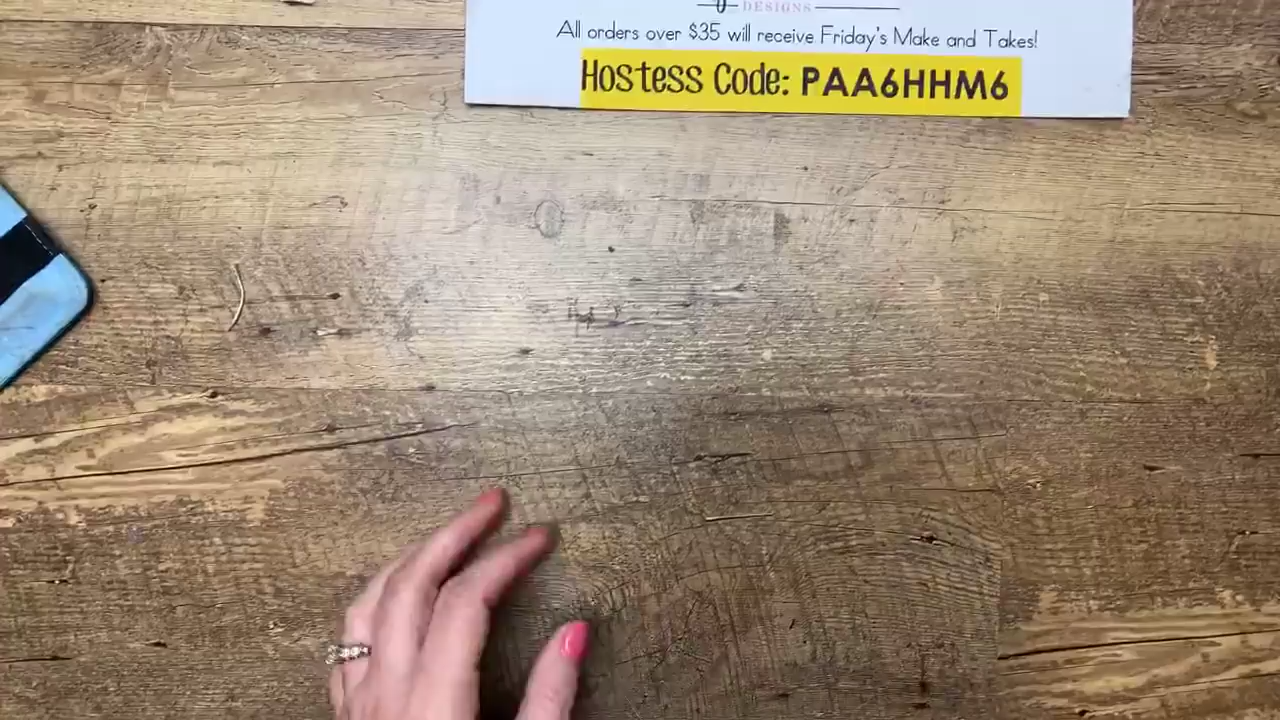 DESIGNS
All orders over $35 will receive Friday's Make and Takes!
Hostess Code: PAA6HHM6